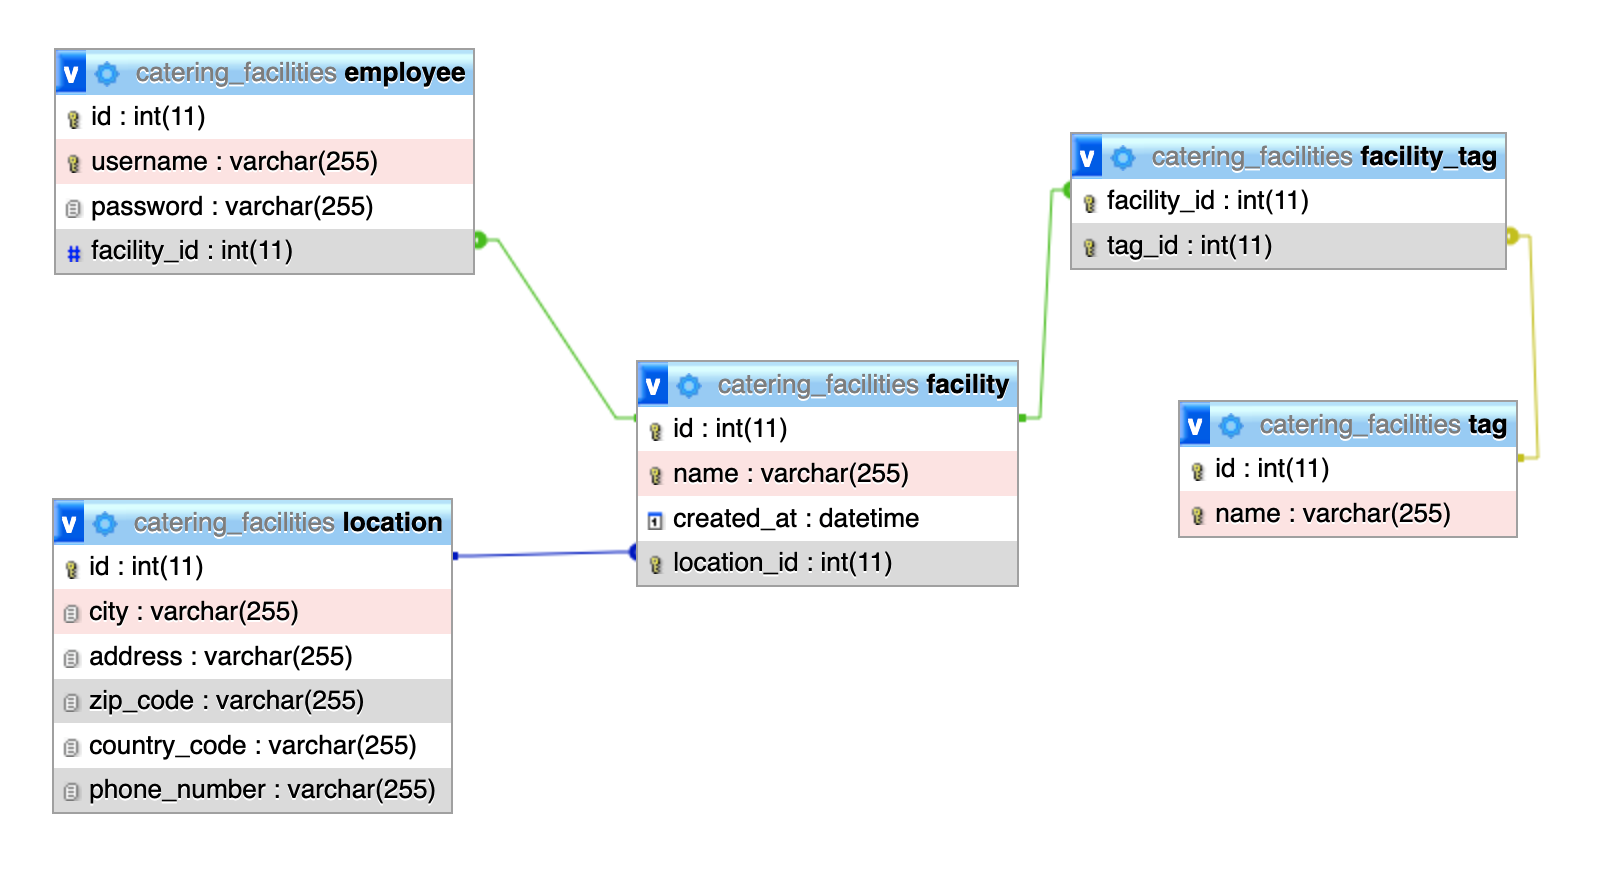 v catering_facilities employee
id : int(11)
username : varchar(255)
password : varchar(255)
# facility_id : int(11)
v catering_facilities facility_tag
facility_id : int(11)
tag_id : int(11)
v catering_facilities facility
id : int(11)
name : varchar(255)
1 created_at : datetime
location_id : int(11)
v catering_facilities tag
id : int(11)
name : varchar(255)
v catering_facilities location
id : int(11)
city : varchar(255)
address : varchar(255)
zip_code : varchar(255)
country_code : varchar(255)
phone_number : varchar(255)